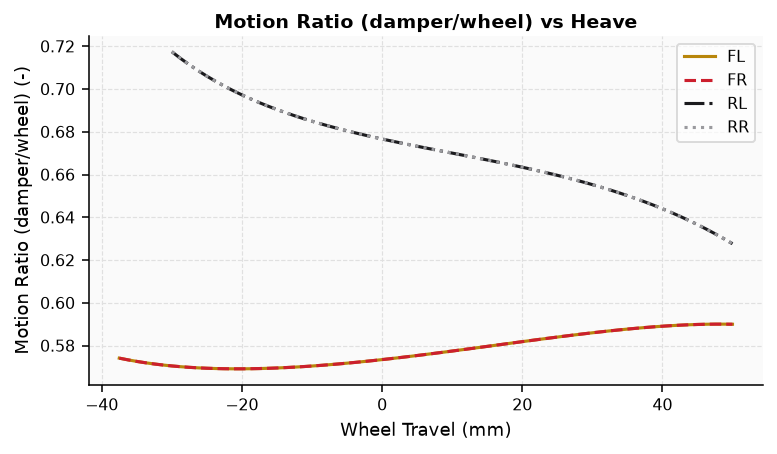 Motion Ratio (damper/wheel) vs Heave
Motion Ratio (damper/wheel) (-)
0.72
0.70
0.68
0.66
0.64
0.62
0.60
0.58
−40
−20
0
20
40
Wheel Travel (mm)
FL
FR
RL
RR